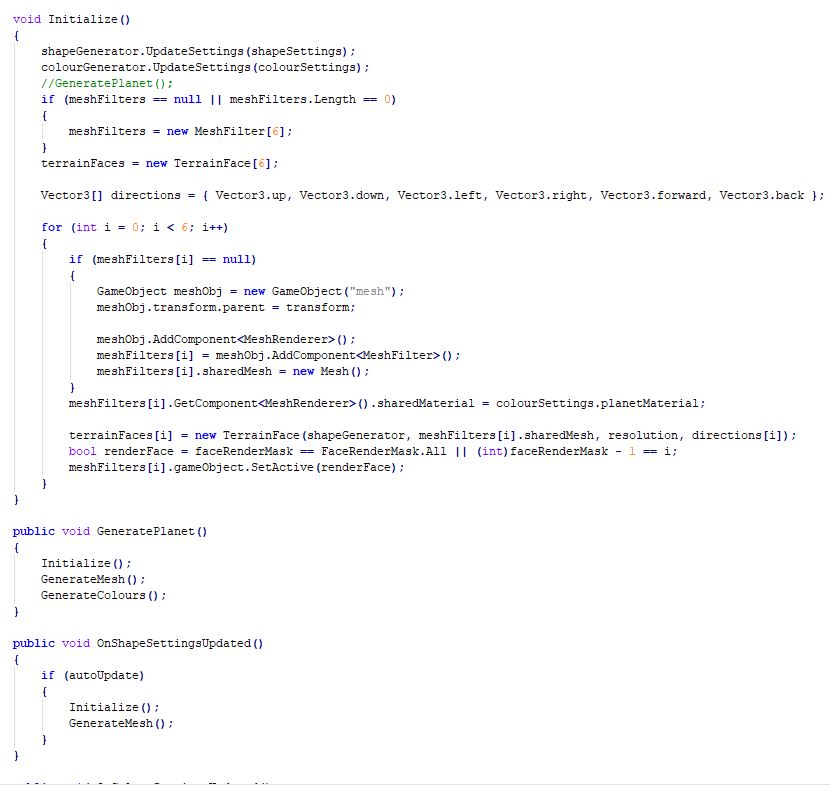 void Initialize()
{
    shapeGenerator.UpdateSettings(shapeSettings);
    colourGenerator.UpdateSettings(colourSettings);
    //GeneratePlanet();
    if (meshFilters == null || meshFilters.Length == 0)
    {
        meshFilters = new MeshFilter[6];
    }
    terrainFaces = new TerrainFace[6];

    Vector3[] directions = { Vector3.up, Vector3.down, Vector3.left, Vector3.right, Vector3.forward, Vector3.back };

    for (int i = 0; i < 6; i++)
    {
        if (meshFilters[i] == null)
        {
            GameObject meshObj = new GameObject("mesh");
            meshObj.transform.parent = transform;

            meshObj.AddComponent<MeshRenderer>();
            meshFilters[i] = meshObj.AddComponent<MeshFilter>();
            meshFilters[i].sharedMesh = new Mesh();
        }
        meshFilters[i].GetComponent<MeshRenderer>().sharedMaterial = colourSettings.planetMaterial;

        terrainFaces[i] = new TerrainFace(shapeGenerator, meshFilters[i].sharedMesh, resolution, directions[i]);
        bool renderFace = faceRenderMask == FaceRenderMask.All || (int)faceRenderMask - 1 == i;
        meshFilters[i].gameObject.SetActive(renderFace);
    }
}

public void GeneratePlanet()
{
    Initialize();
    GenerateMesh();
    GenerateColours();
}

public void OnShapeSettingsUpdated()
{
    if (autoUpdate)
    {
        Initialize();
        GenerateMesh();
    }
}